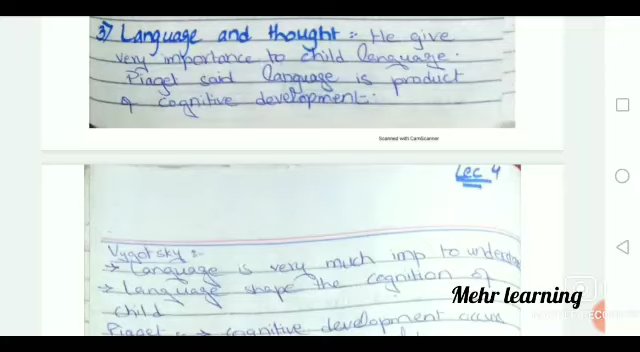 3) Language and thought :- He give
very importance to child language.
Piaget said language is product
of cognitive development.
Scanned with CamScanner
Lec 4
Vygotsky :-
→ Language is very much imp to understand
→ Language shape the cognition of
child
Mehr learning
Piaget :- → cognitive development occurs